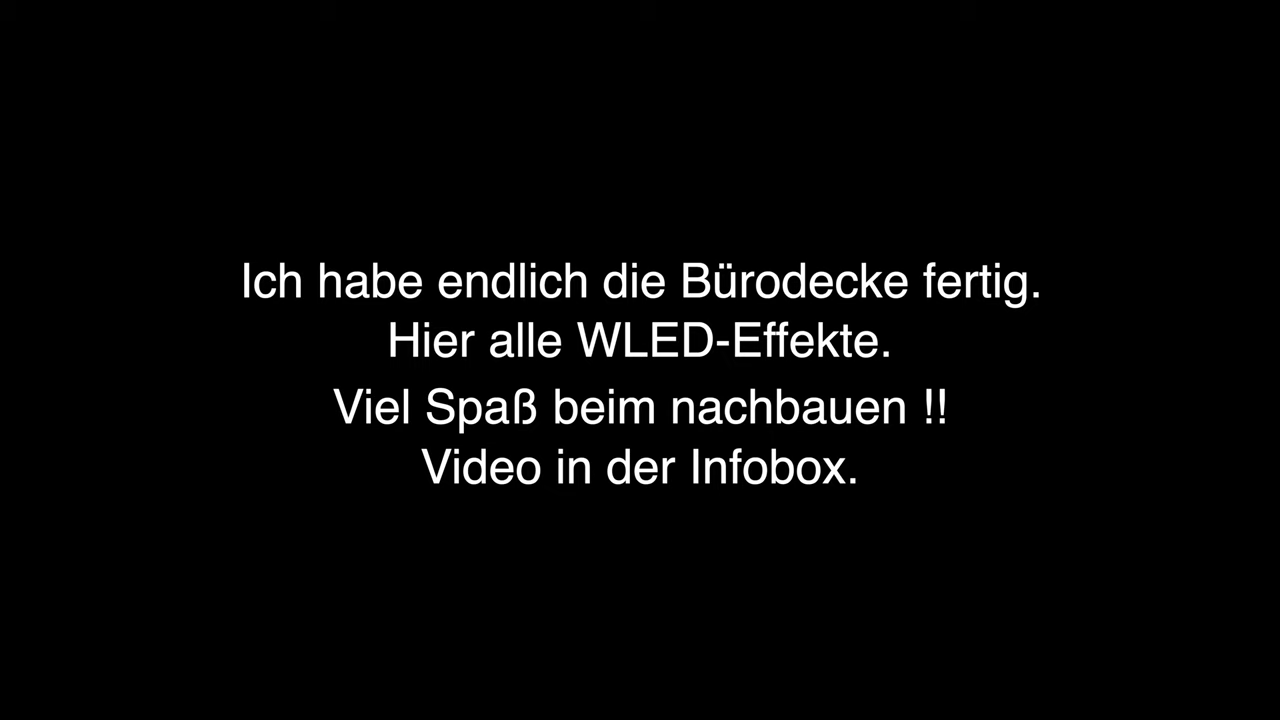 Ich habe endlich die Bürodecke fertig.
Hier alle WLED-Effekte.
Viel Spaß beim nachbauen !!
Video in der Infobox.